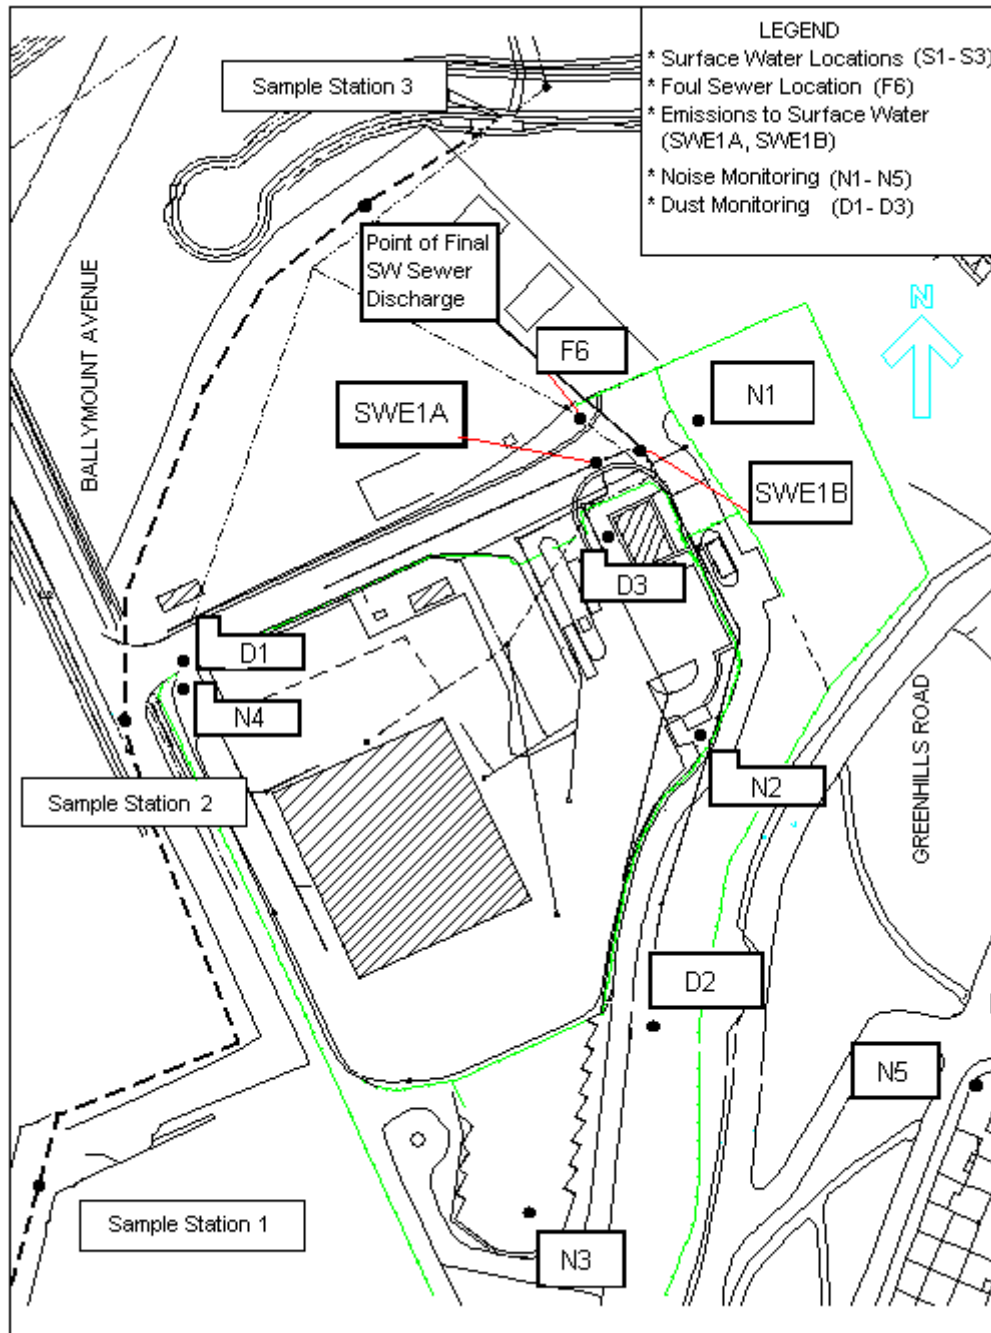 LEGEND
* Surface Water Locations (S1- S3)
* Foul Sewer Location (F6)
* Emissions to Surface Water
(SWE1A, SWE1B)
* Noise Monitoring (N1- N5)
* Dust Monitoring (D1- D3)
Sample Station 3
Point of Final
SW Sewer
Discharge
BALLYMOUNT AVENUE
N
F6
N1
SWE1A
SWE1B
D3
D1
N4
N2
Sample Station 2
GREENHILLS ROAD
D2
N5
Sample Station 1
N3